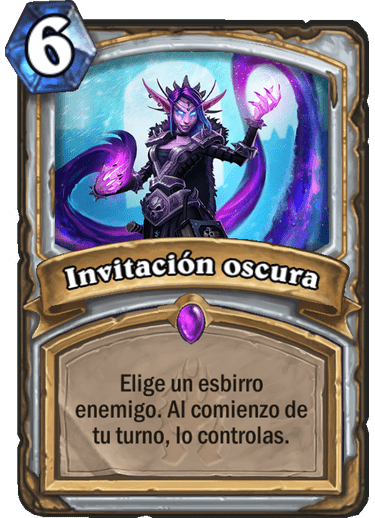 6
Invitación oscura
Elige un esbirro
enemigo. Al comienzo de
tu turno, lo controlas.